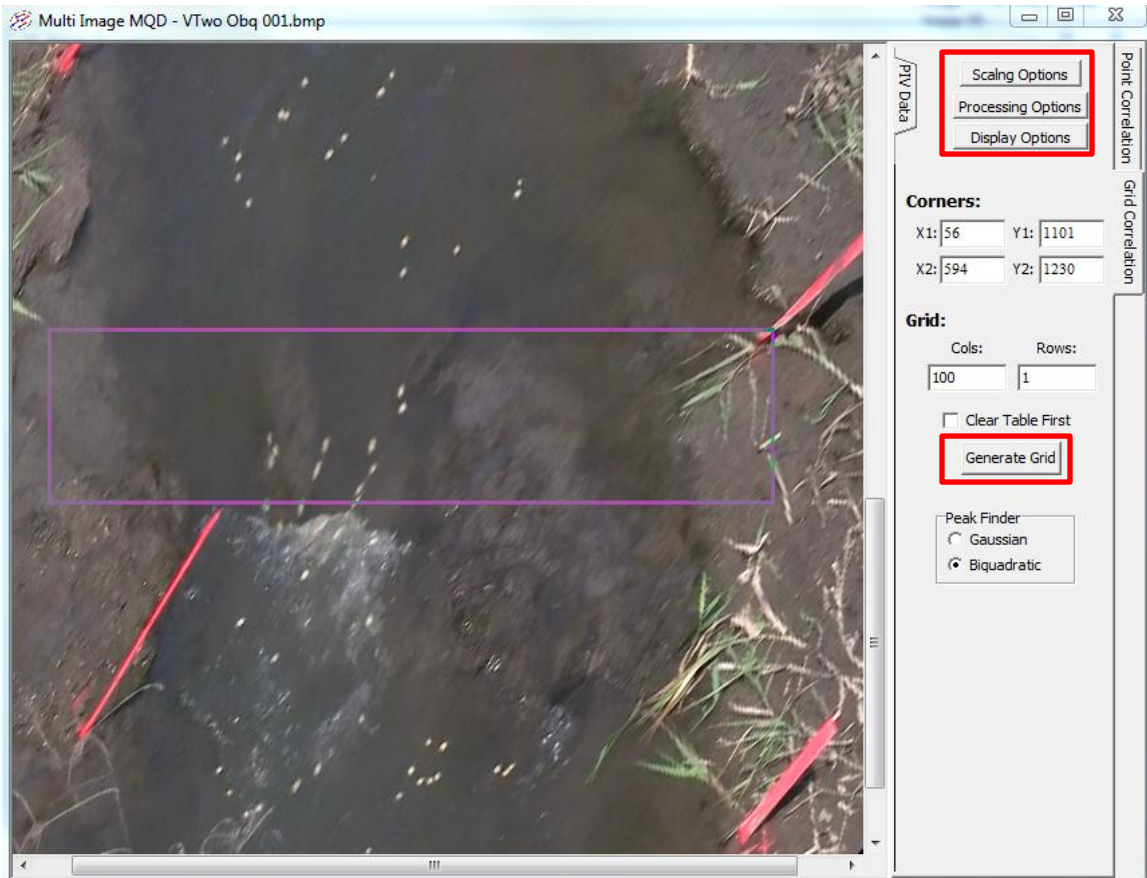 Multi Image MQD - VTwo Obq 001.bmp
PIV Data
Scalng Options
Processing Options
Display Options
Point Correlation
Grid Correlation
Corners:
X1: 56 Y1: 1101
X2: 594 Y2: 1230
Grid:
Cols: Rows:
100 1
Clear Table First
Generate Grid
Peak Finder
Gaussian
Biquadratic